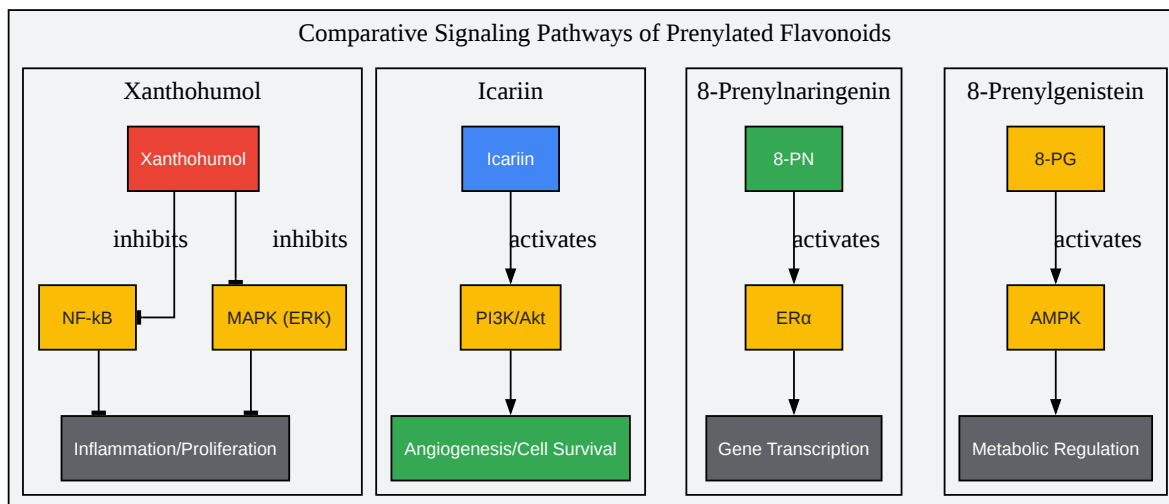 Comparative Signaling Pathways of Prenylated Flavonoids
Xanthohumol
Xanthohumol
inhibits
inhibits
NF-kB
MAPK (ERK)
Inflammation/Proliferation
Icariin
Icariin
activates
PI3K/Akt
Angiogenesis/Cell Survival
8-Prenylnaringenin
8-PN
activates
ERα
Gene Transcription
8-Prenylgenistein
8-PG
activates
AMPK
Metabolic Regulation